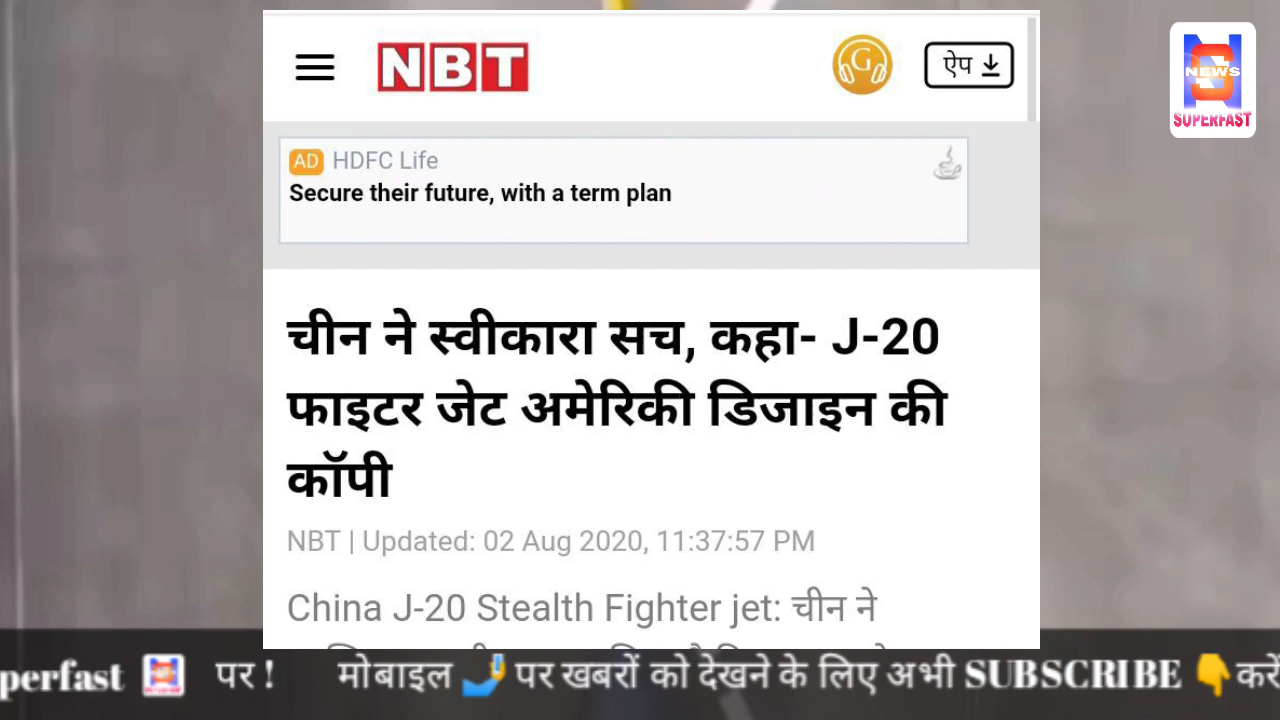 NBT
G
ऐप
NEWS
SUPERFAST
AD HDFC Life
Secure their future, with a term plan
चीन ने स्वीकारा सच, कहा- J-20
फाइटर जेट अमेरिकी डिजाइन की
कॉपी
NBT | Updated: 02 Aug 2020, 11:37:57 PM
China J-20 Stealth Fighter jet: चीन ने
perfast पर ! मोबाइल 🤳 पर खबरों को देखने के लिए अभी SUBSCRIBE 👇 करें